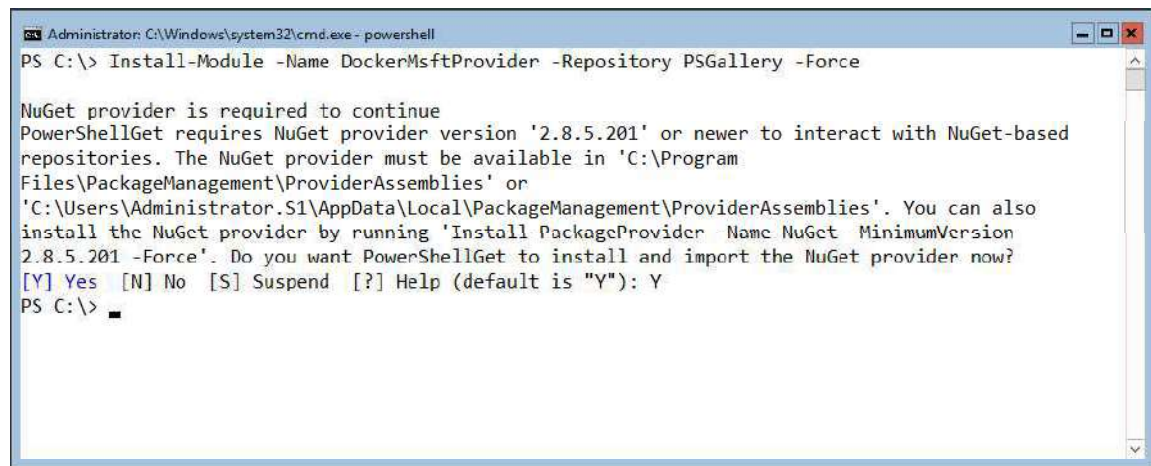 Administrator: C:\Windows\system32\cmd.exe - powershell
PS C:\> Install-Module -Name DockerMsftProvider -Repository PSGallery -Force
NuGet provider is required to continue
PowerShellGet requires NuGet provider version '2.8.5.201' or newer to interact with NuGet-based
repositories. The NuGet provider must be available in 'C:\Program
Files\PackageManagement\ProviderAssemblies' or
'C:\Users\Administrator.S1\AppData\Local\PackageManagement\ProviderAssemblies'. You can also
install the NuGet provider by running 'Install-PackageProvider -Name NuGet -MinimumVersion
2.8.5.201 -Force'. Do you want PowerShellGet to install and import the NuGet provider now?
[Y] Yes  [N] No  [S] Suspend  [?] Help (default is "Y"): Y
PS C:\>